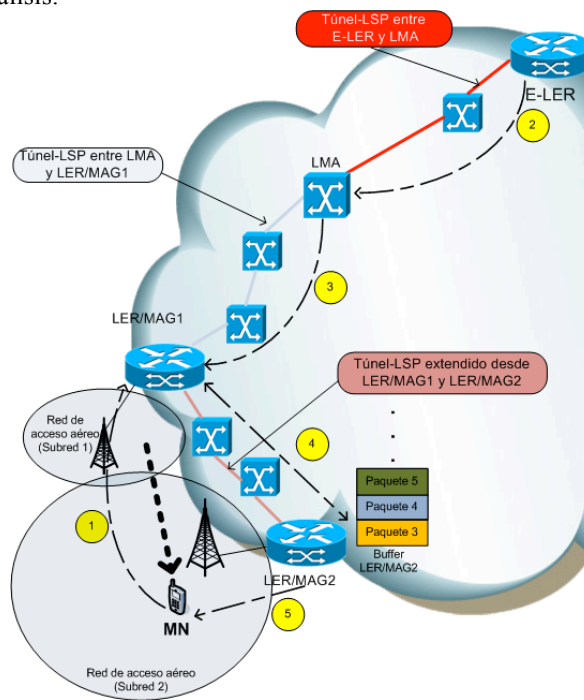 álisis.
Túnel-LSP entre
E-LER y LMA
E-LER
2
Túnel-LSP entre LMA
y LER/MAG1
LMA
3
LER/MAG1
Túnel-LSP extendido desde
LER/MAG1 y LER/MAG2
Red de
acceso aéreo
(Subred 1)
4
Paquete 5
Paquete 4
Paquete 3
Buffer
LER/MAG2
1
LER/MAG2
MN
5
Red de acceso aéreo
(Subred 2)